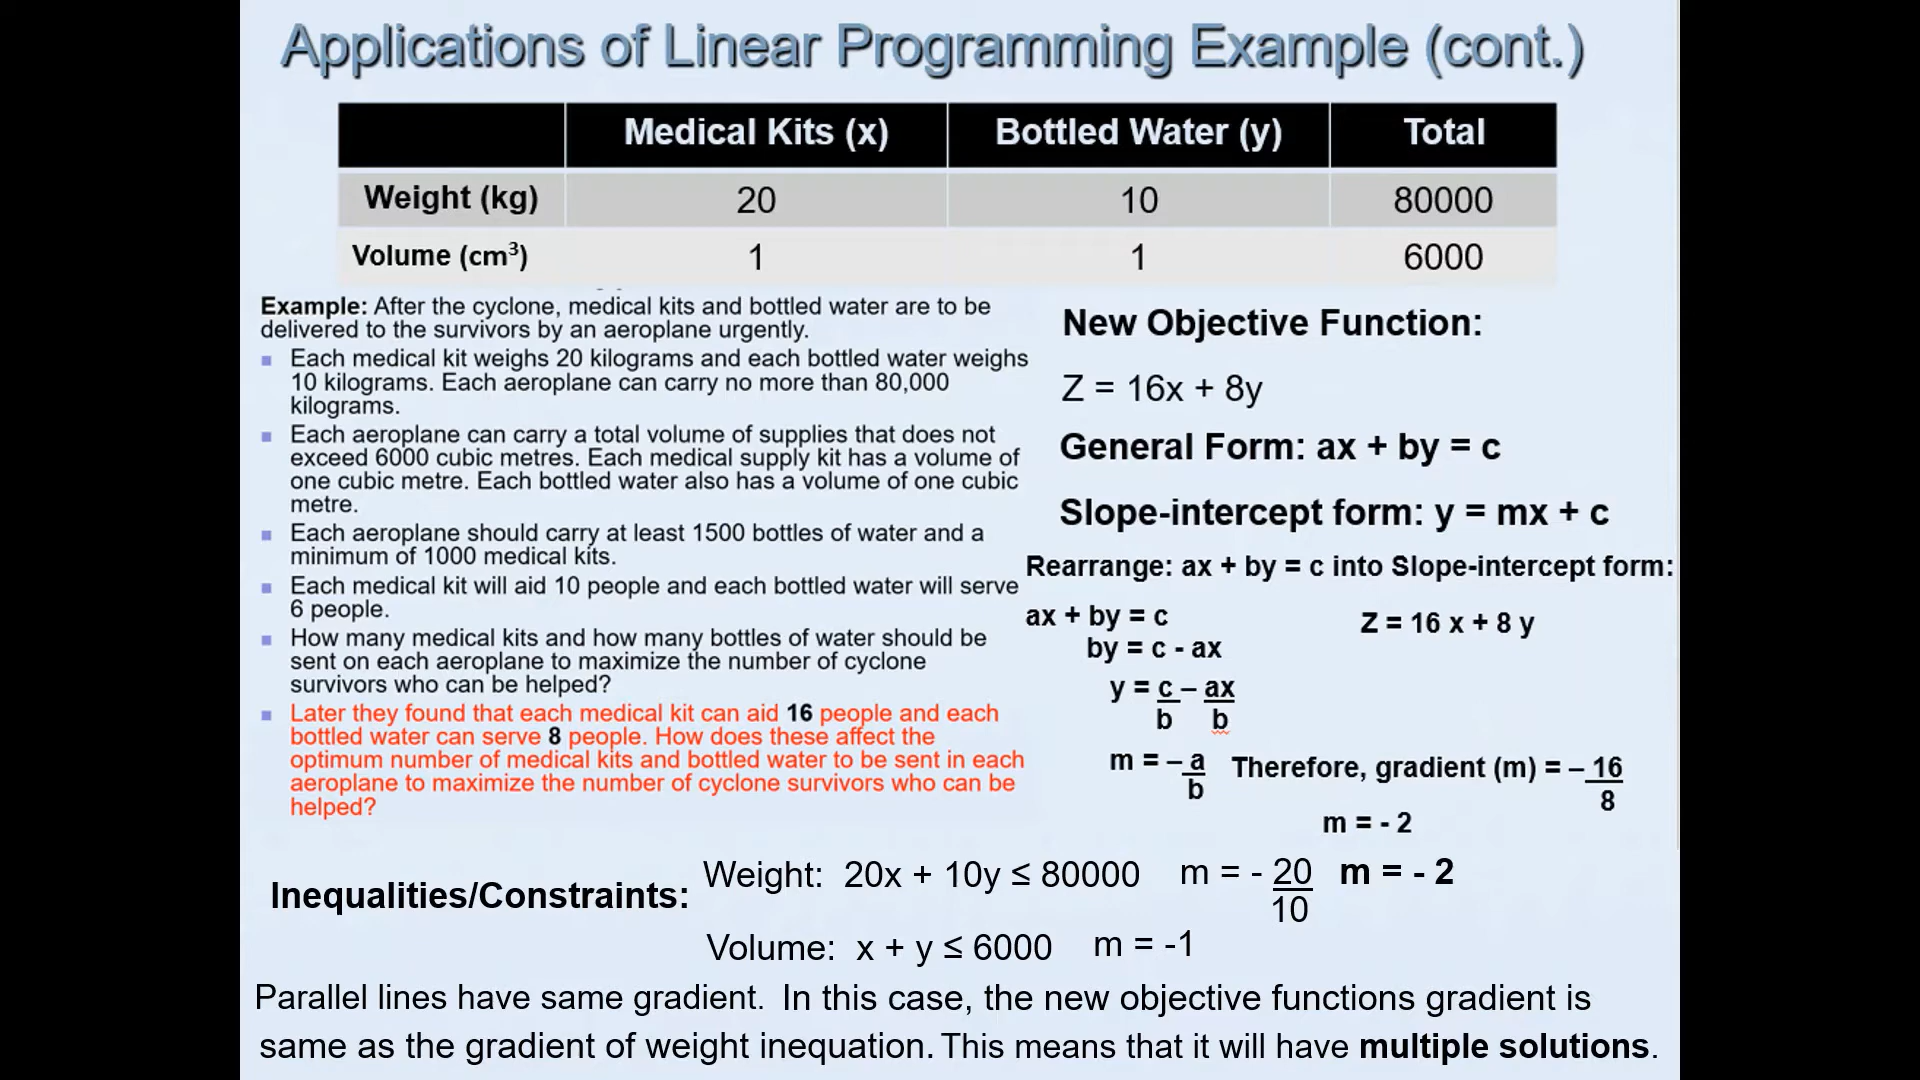 Applications of Linear Programming Example (cont.)
Medical Kits (x) Bottled Water (y) Total
Weight (kg) 20 10 80000
Volume (cm³) 1 1 6000
Example: After the cyclone, medical kits and bottled water are to be
delivered to the survivors by an aeroplane urgently.
Each medical kit weighs 20 kilograms and each bottled water weighs
10 kilograms. Each aeroplane can carry no more than 80,000
kilograms.
Each aeroplane can carry a total volume of supplies that does not
exceed 6000 cubic metres. Each medical supply kit has a volume of
one cubic metre. Each bottled water also has a volume of one cubic
metre.
Each aeroplane should carry at least 1500 bottles of water and a
minimum of 1000 medical kits.
Each medical kit will aid 10 people and each bottled water will serve
6 people.
How many medical kits and how many bottles of water should be
sent on each aeroplane to maximize the number of cyclone
survivors who can be helped?
Later they found that each medical kit can aid 16 people and each
bottled water can serve 8 people. How does these affect the
optimum number of medical kits and bottled water to be sent in each
aeroplane to maximize the number of cyclone survivors who can be
helped?
New Objective Function:
Z = 16x + 8y
General Form: ax + by = c
Slope-intercept form: y = mx + c
Rearrange: ax + by = c into Slope-intercept form:
ax + by = c
by = c - ax
y = c – ax
b b
m = – a
b
Z = 16 x + 8 y
Therefore, gradient (m) = – 16
8
m = - 2
Inequalities/Constraints:
Weight: 20x + 10y ≤ 80000 m = - 20 m = - 2
10
Volume: x + y ≤ 6000 m = -1
Parallel lines have same gradient. In this case, the new objective functions gradient is
same as the gradient of weight inequation. This means that it will have multiple solutions.